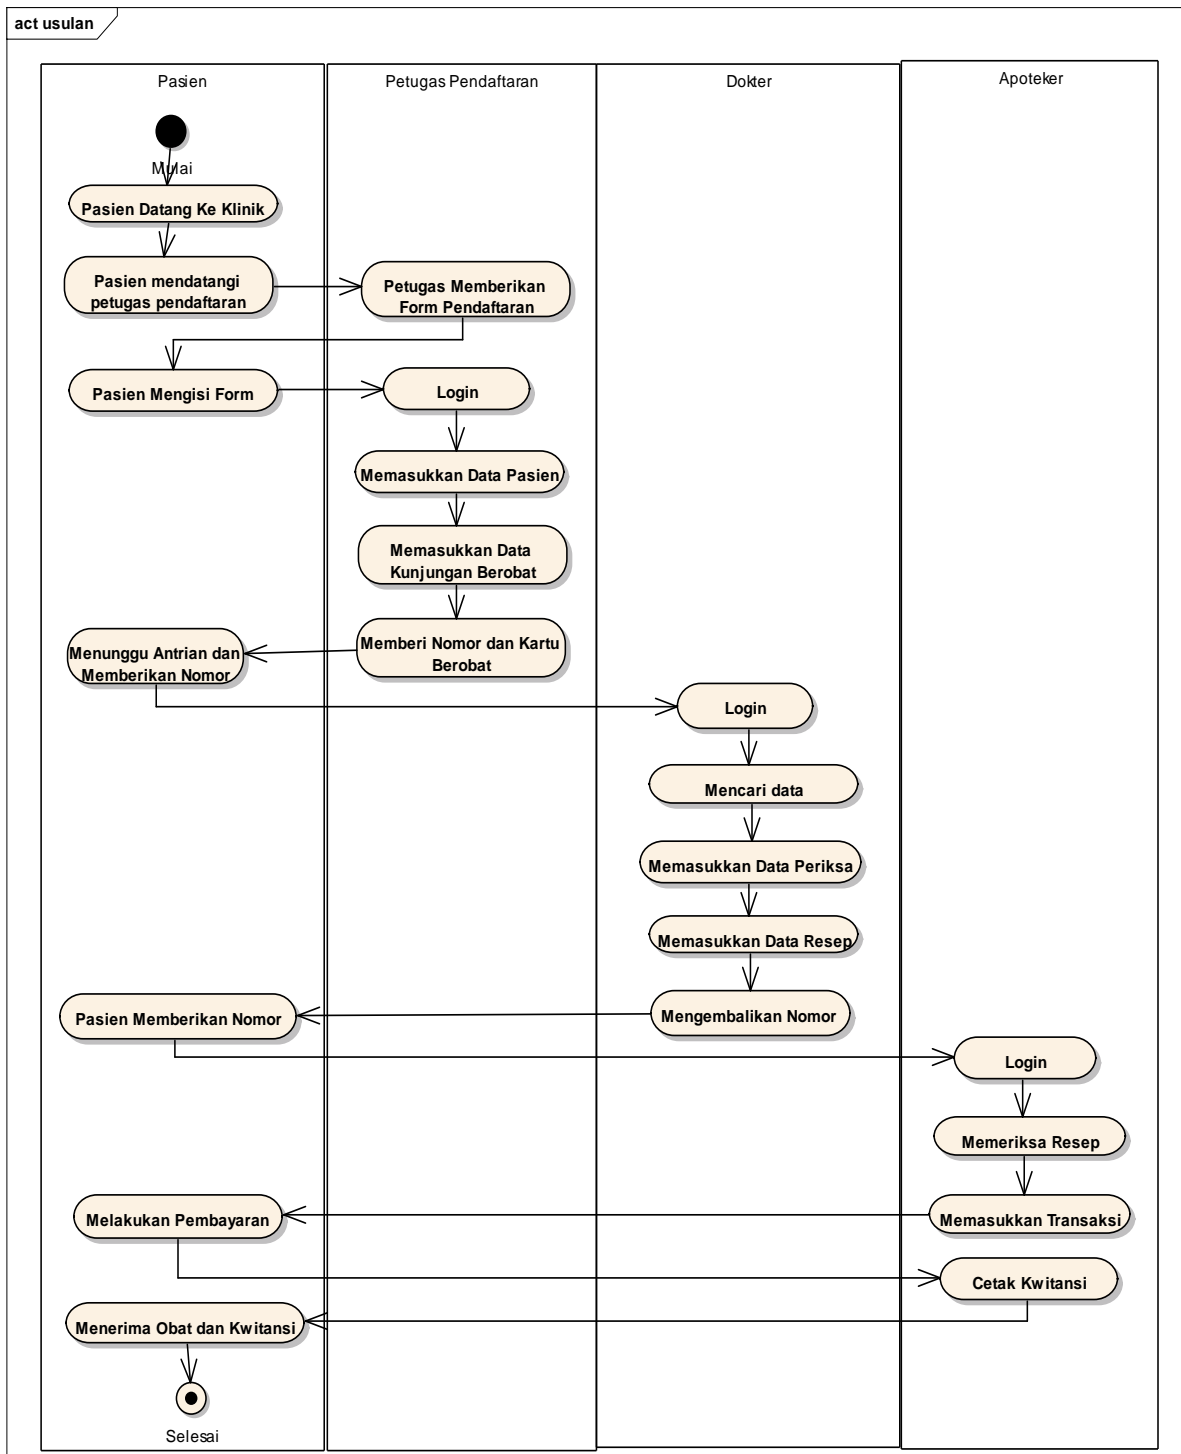 act usulan
Pasien
Petugas Pendaftaran
Dokter
Apoteker
Mulai
Pasien Datang Ke Klinik
Pasien mendatangi
petugas pendaftaran
Petugas Memberikan
Form Pendaftaran
Pasien Mengisi Form
Login
Memasukkan Data Pasien
Memasukkan Data
Kunjungan Berobat
Memberi Nomor dan Kartu
Berobat
Menunggu Antrian dan
Memberikan Nomor
Login
Mencari data
Memasukkan Data Periksa
Memasukkan Data Resep
Mengembalikan Nomor
Pasien Memberikan Nomor
Login
Memeriksa Resep
Memasukkan Transaksi
Melakukan Pembayaran
Cetak Kwitansi
Menerima Obat dan Kwitansi
Selesai